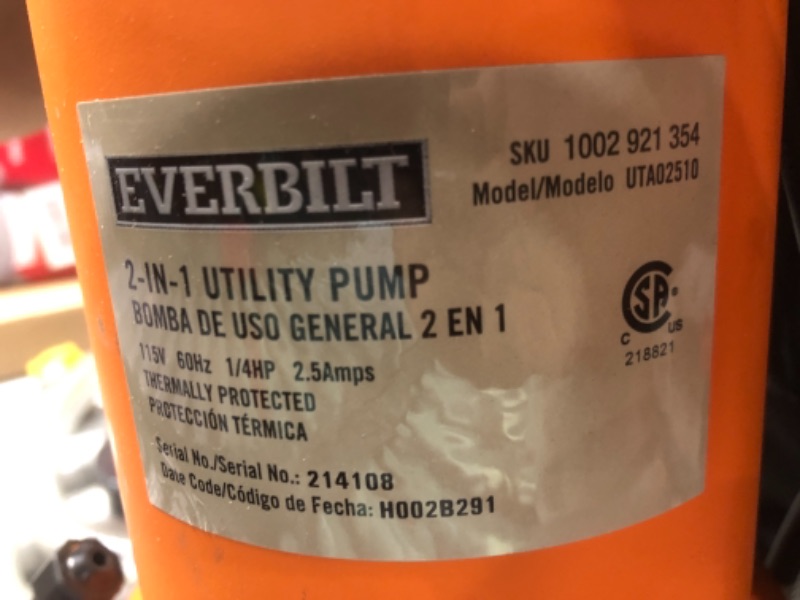 EVERBILT
SKU 1002 921 354
Model/Modelo UTA02510
2-IN-1 UTILITY PUMP
BOMBA DE USO GENERAL 2 EN 1
115V 60Hz 1/4HP 2.5Amps
THERMALLY PROTECTED
PROTECCIÓN TÉRMICA
CSA®
C US
218821
Serial No./Serial No.: 214108
Date Code/Código de Fecha: H002B291